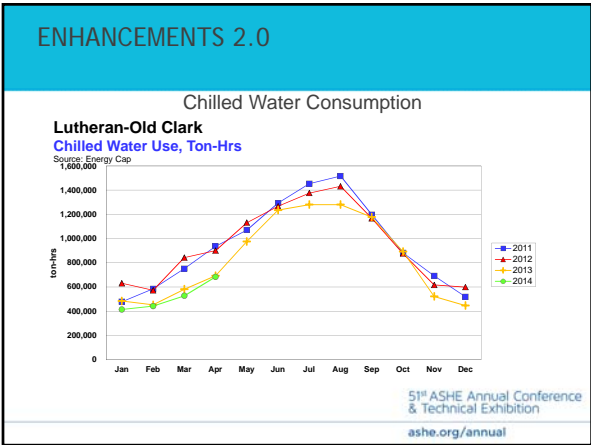 ENHANCEMENTS 2.0
Chilled Water Consumption
Lutheran-Old Clark
Chilled Water Use, Ton-Hrs
Source: Energy Cap
1,600,000
1,400,000
1,200,000
1,000,000
800,000
600,000
400,000
200,000
0
ton-hrs
Jan Feb Mar Apr May Jun Jul Aug Sep Oct Nov Dec
2011
2012
2013
2014
51st ASHE Annual Conference
& Technical Exhibition
ashe.org/annual